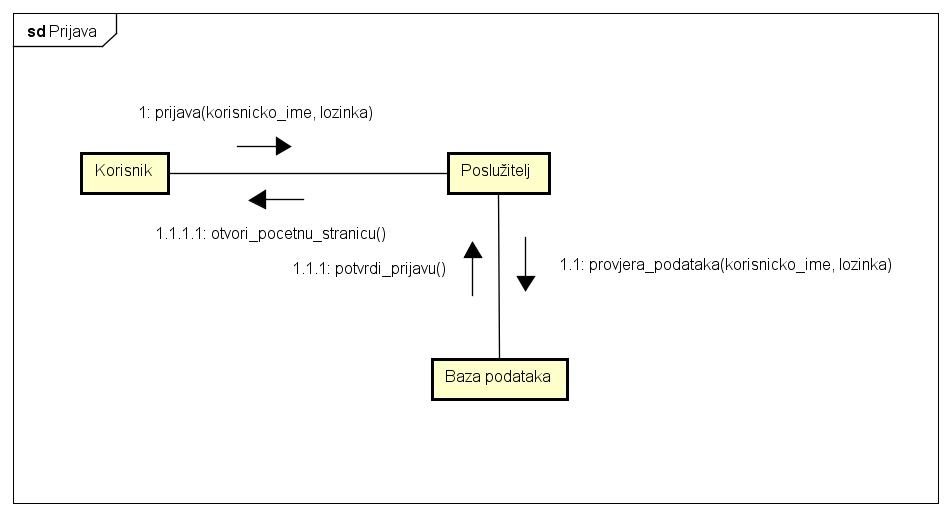 sd Prijava
1: prijava(korisnicko_ime, lozinka)
Korisnik
Poslužitelj
1.1.1.1: otvori_pocetnu_stranicu()
1.1.1: potvrdi_prijavu()
1.1: provjera_podataka(korisnicko_ime, lozinka)
Baza podataka